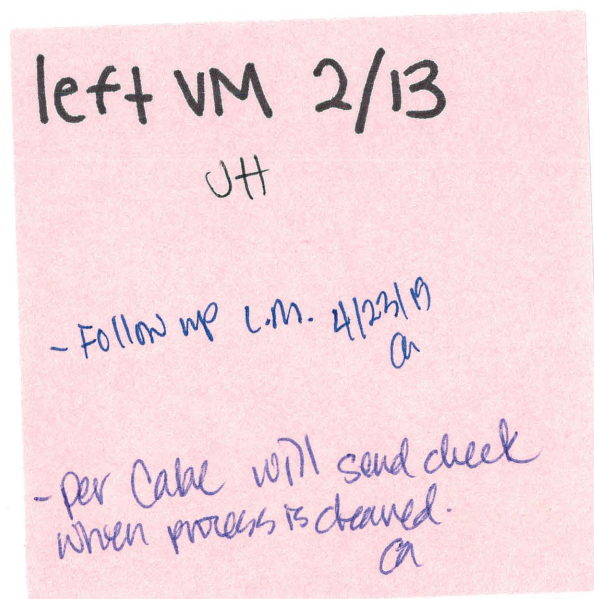 left VM 2/13
JH
- Follow up L.M. 4/23/19
ca
- per Cabe will send check
when process is cleared.
ca